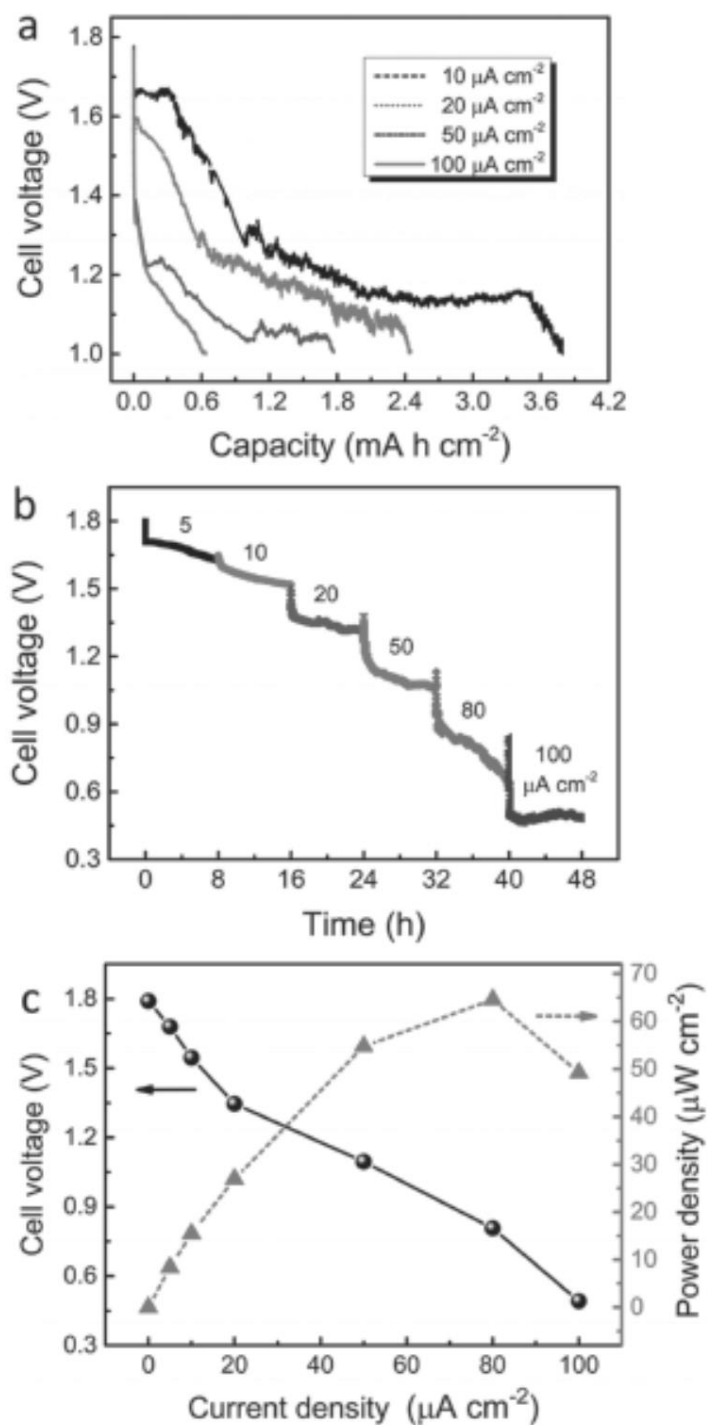 a
Cell voltage (V)
1.8
1.6
1.4
1.2
1.0
10 μA cm-2
20 μA cm-2
50 μA cm-2
100 μA cm-2
0.0 0.6 1.2 1.8 2.4 3.0 3.6 4.2
Capacity (mA h cm-2)
b
Cell voltage (V)
1.8
1.5
1.2
0.9
0.6
0.3
5
10
20
50
80
100
μA cm-2
0 8 16 24 32 40 48
Time (h)
c
Cell voltage (V)
1.8
1.5
1.2
0.9
0.6
0.3
70
60
50
40
30
20
10
0
Power density (μW cm-2)
0 20 40 60 80 100
Current density (μA cm-2)